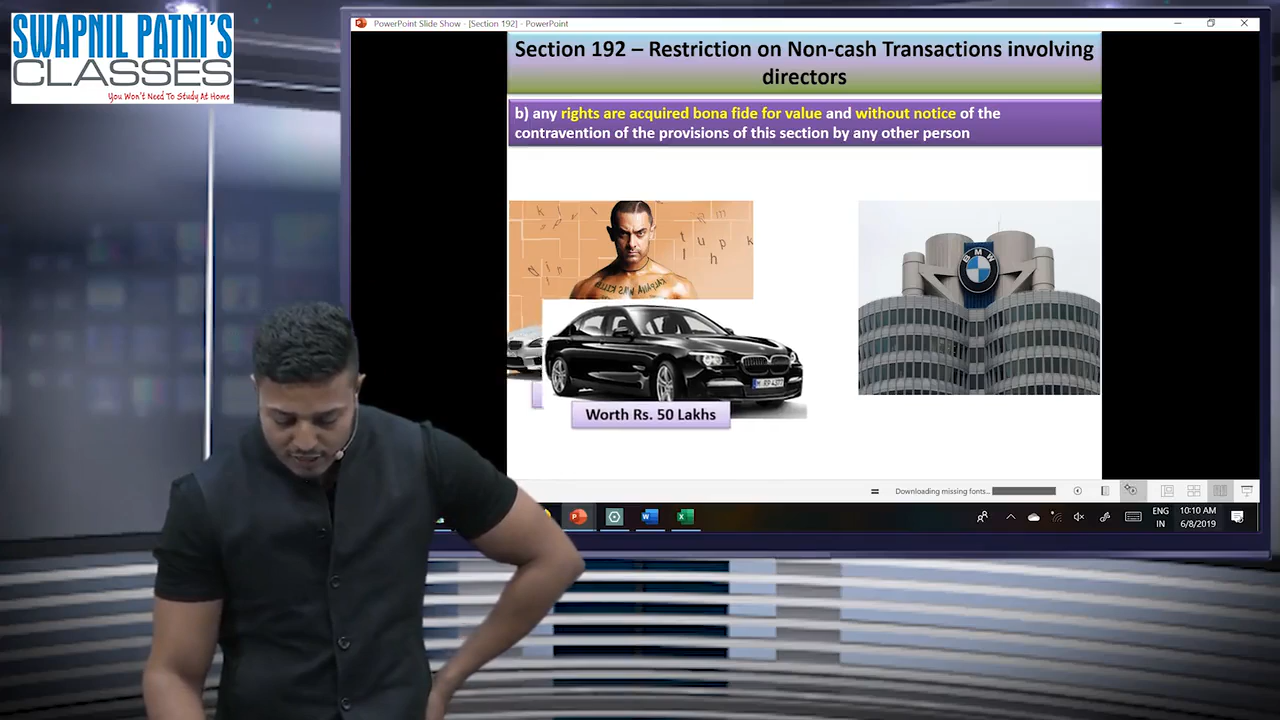 SWAPNIL PATNI'S
CLASSES
You Won't Need To Study At Home
PowerPoint Slide Show - [Section 192] - PowerPoint
Section 192 – Restriction on Non-cash Transactions involving
directors
b) any rights are acquired bona fide for value and without notice of the
contravention of the provisions of this section by any other person
k
t u p k
l h
BMW
M RP 4377
Worth Rs. 50 Lakhs
Downloading missing fonts...
ENG
IN
10:10 AM
6/8/2019